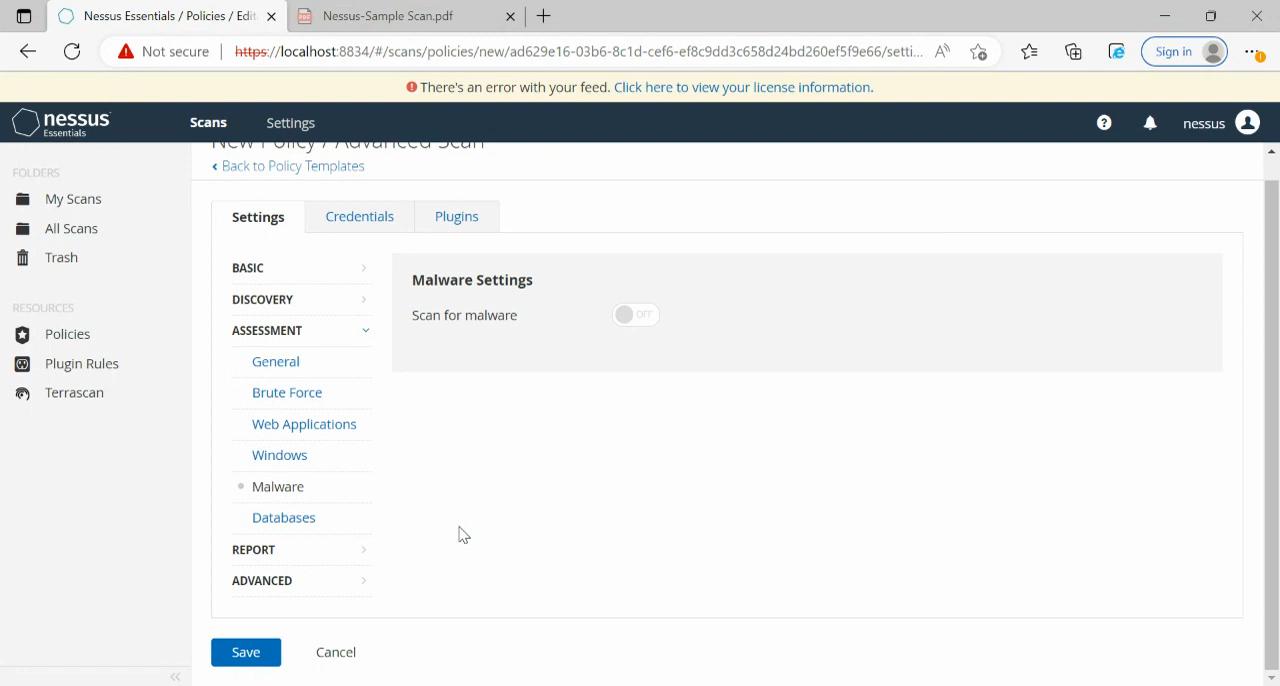 Nessus Essentials / Policies / Edit
Nessus-Sample Scan.pdf
Not secure
https://localhost:8834/#/scans/policies/new/ad629e16-03b6-8c1d-cef6-ef8c9dd3c658d24bd260ef5f9e66/setti...
Sign in
There's an error with your feed. Click here to view your license information.
nessus
Essentials
Scans
Settings
nessus
New Policy / Advanced Scan
Back to Policy Templates
FOLDERS
My Scans
All Scans
Trash
RESOURCES
Policies
Plugin Rules
Terrascan
Settings
Credentials
Plugins
BASIC
DISCOVERY
ASSESSMENT
General
Brute Force
Web Applications
Windows
Malware
Databases
REPORT
ADVANCED
Malware Settings
Scan for malware
OFF
Save
Cancel